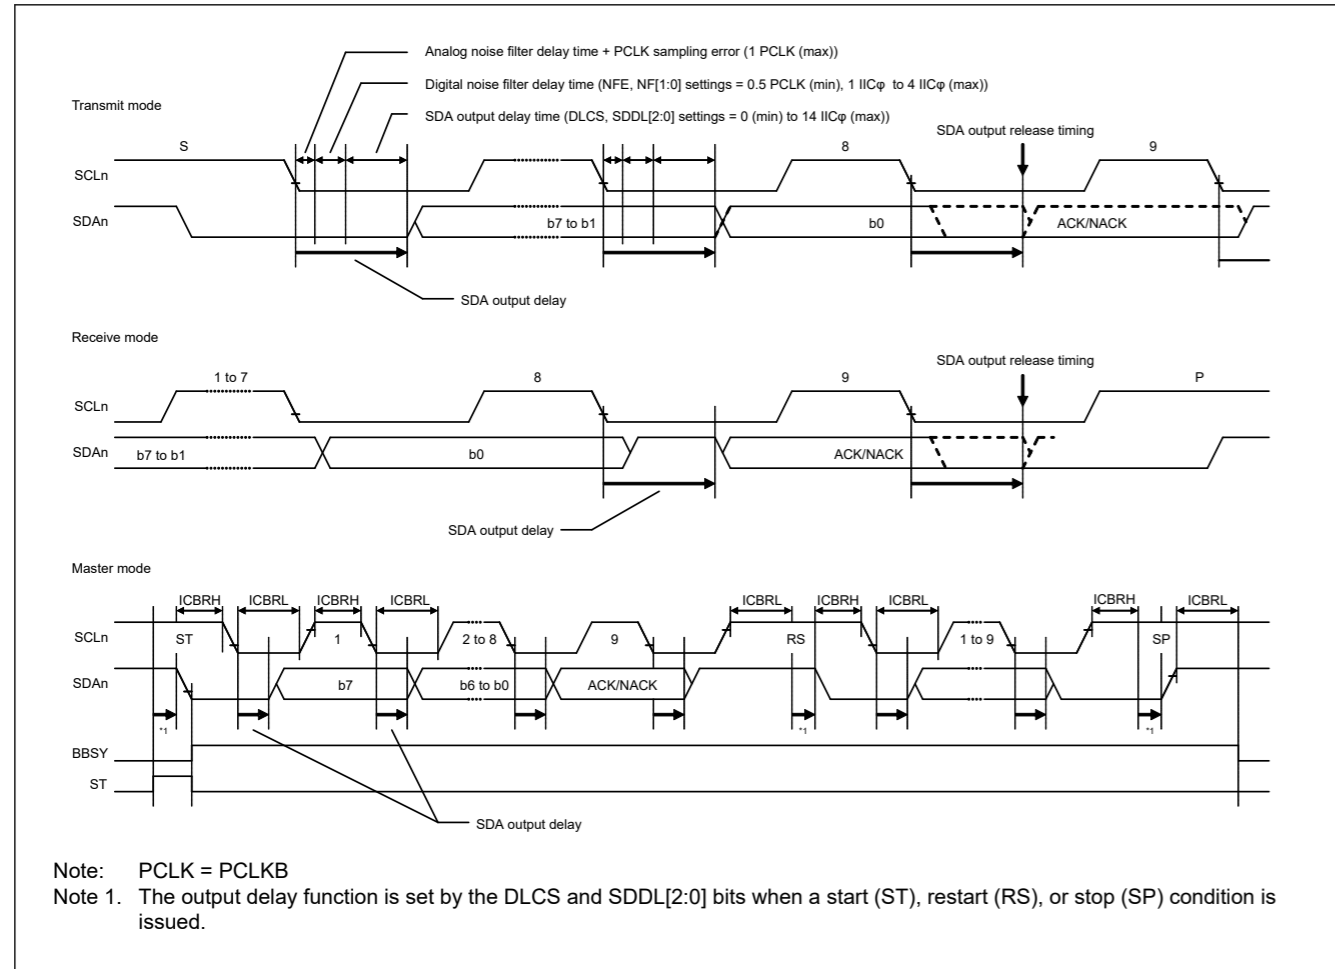 Analog noise filter delay time + PCLK sampling error (1 PCLK (max))
Digital noise filter delay time (NFE, NF[1:0] settings = 0.5 PCLK (min), 1 IICφ to 4 IICφ (max))
Transmit mode
SDA output delay time (DLCS, SDDL[2:0] settings = 0 (min) to 14 IICφ (max))
SDA output release timing
S 8 9
SCLn
SDAn b7 to b1 b0 ACK/NACK
SDA output delay
Receive mode
SDA output release timing
1 to 7 8 9 P
SCLn
SDAn b7 to b1 b0 ACK/NACK
SDA output delay
Master mode
ICBRH ICBRL ICBRH ICBRL ICBRL ICBRH ICBRL ICBRH ICBRL
SCLn ST 1 2 to 8 9 RS 1 to 9 SP
SDAn b7 b6 to b0 ACK/NACK
*1 *1 *1
BBSY
ST
SDA output delay
Note: PCLK = PCLKB
Note 1. The output delay function is set by the DLCS and SDDL[2:0] bits when a start (ST), restart (RS), or stop (SP) condition is
issued.